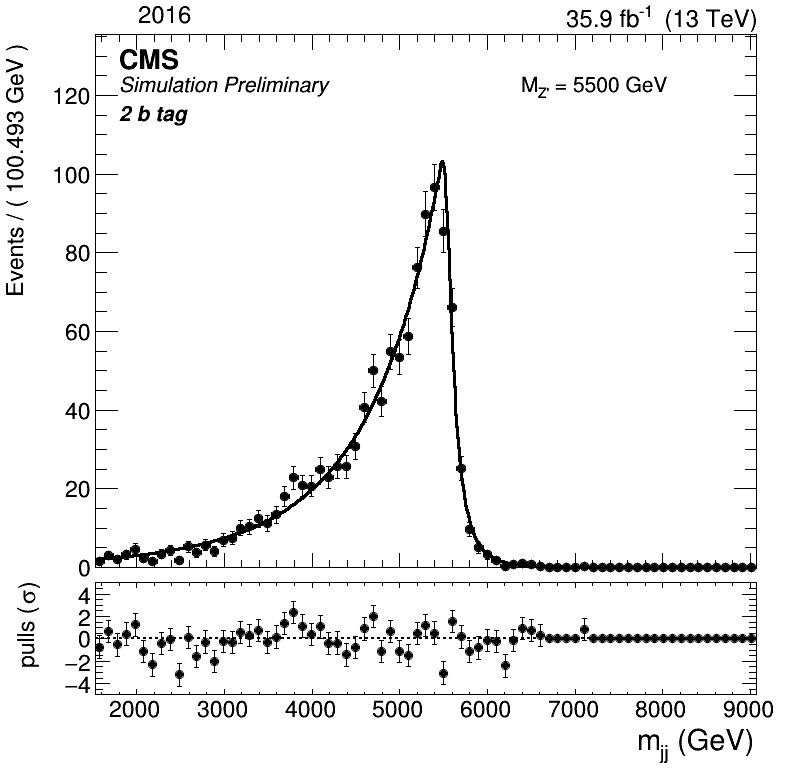 2016 35.9 fb⁻¹ (13 TeV)
CMS
Simulation Preliminary
2 b tag
M_Z' = 5500 GeV
Events / ( 100.493 GeV )
120
100
80
60
40
20
0
pulls (σ)
4
2
0
−2
−4
2000 3000 4000 5000 6000 7000 8000 9000
m_jj (GeV)